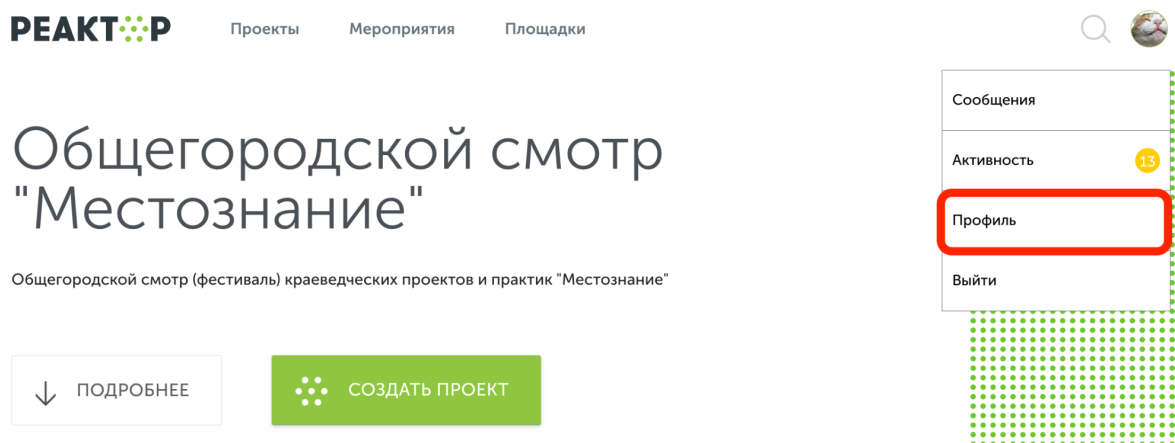 РЕАКТОР
Проекты Мероприятия Площадки
Сообщения
Активность 13
Профиль
Выйти
Общегородской смотр
"Местознание"
Общегородской смотр (фестиваль) краеведческих проектов и практик "Местознание"
ПОДРОБНЕЕ
СОЗДАТЬ ПРОЕКТ